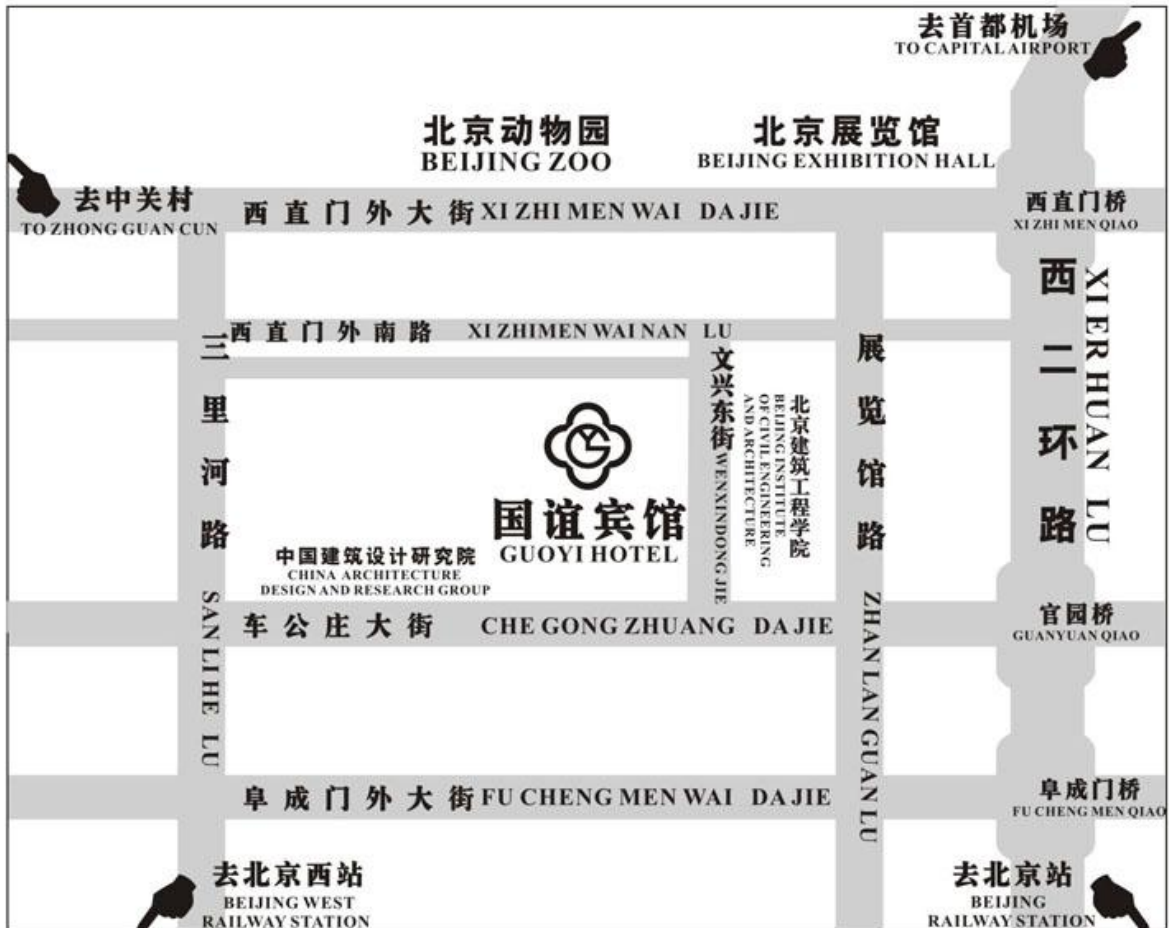 去首都机场
TO CAPITAL AIRPORT
北京动物园
BEIJING ZOO
北京展览馆
BEIJING EXHIBITION HALL
去中关村
TO ZHONG GUAN CUN
西直门外大街 XI ZHI MEN WAI DA JIE
西直门桥
XI ZHI MEN QIAO
西二环路
XI ER HUAN LU
西直门外南路 XI ZHIMEN WAI NAN LU
三里河路 SAN LI HE LU
文兴东街 WENXINDONG JIE
北京建筑工程学院
BEIJING INSTITUTE
OF CIVIL ENGINEERING
AND ARCHITECTURE
展览馆路 ZHAN LAN GUAN LU
国谊宾馆
GUOYI HOTEL
中国建筑设计研究院
CHINA ARCHITECTURE
DESIGN AND RESEARCH GROUP
车公庄大街 CHE GONG ZHUANG DA JIE
官园桥
GUANYUAN QIAO
阜成门外大街 FU CHENG MEN WAI DA JIE
阜成门桥
FU CHENG MEN QIAO
去北京西站
BEIJING WEST
RAILWAY STATION
去北京站
BEIJING
RAILWAY STATION